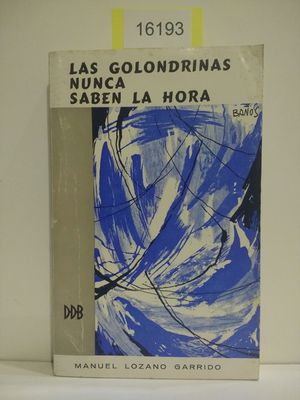 16193
LAS GOLONDRINAS
NUNCA
SABEN LA HORA
BAÑOS
DDB
MANUEL LOZANO GARRIDO